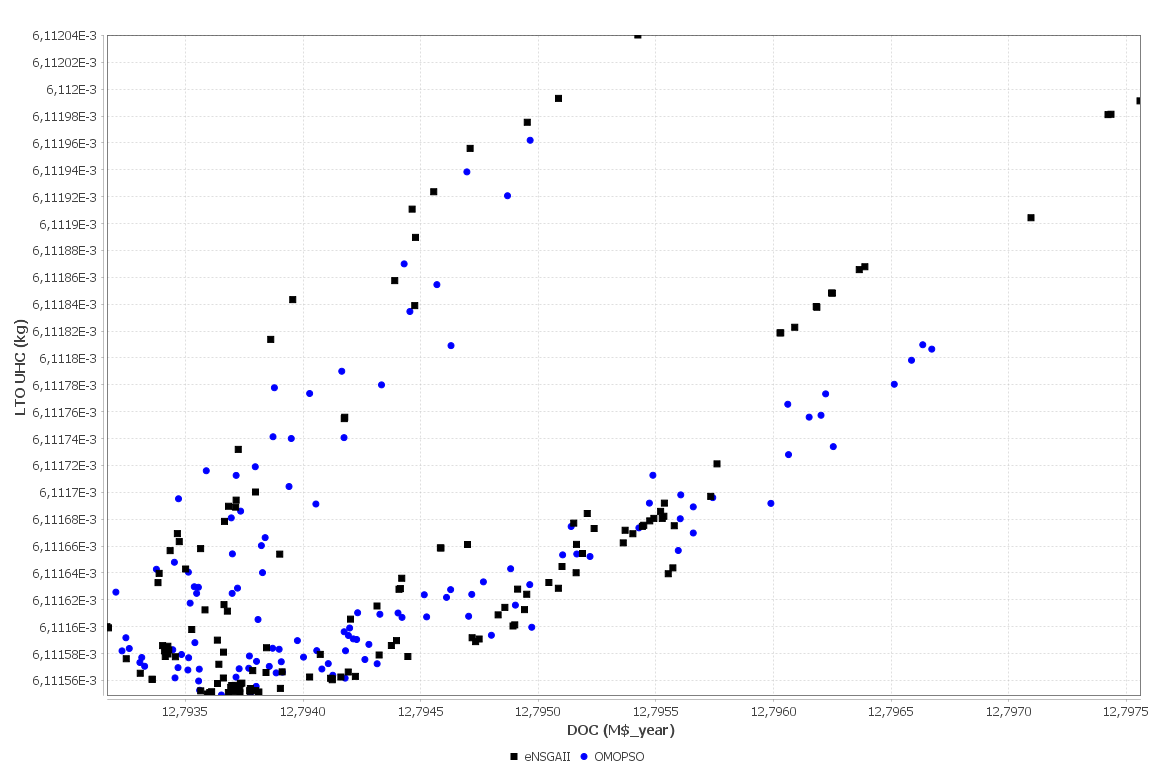 6,11204E-3
6,11202E-3
6,112E-3
6,11198E-3
6,11196E-3
6,11194E-3
6,11192E-3
6,1119E-3
6,11188E-3
6,11186E-3
6,11184E-3
6,11182E-3
6,1118E-3
6,11178E-3
6,11176E-3
6,11174E-3
6,11172E-3
6,1117E-3
6,11168E-3
6,11166E-3
6,11164E-3
6,11162E-3
6,1116E-3
6,11158E-3
6,11156E-3
LTO UHC (kg)
12,7935 12,7940 12,7945 12,7950 12,7955 12,7960 12,7965 12,7970 12,7975
DOC (M$_year)
eNSGAII OMOPSO